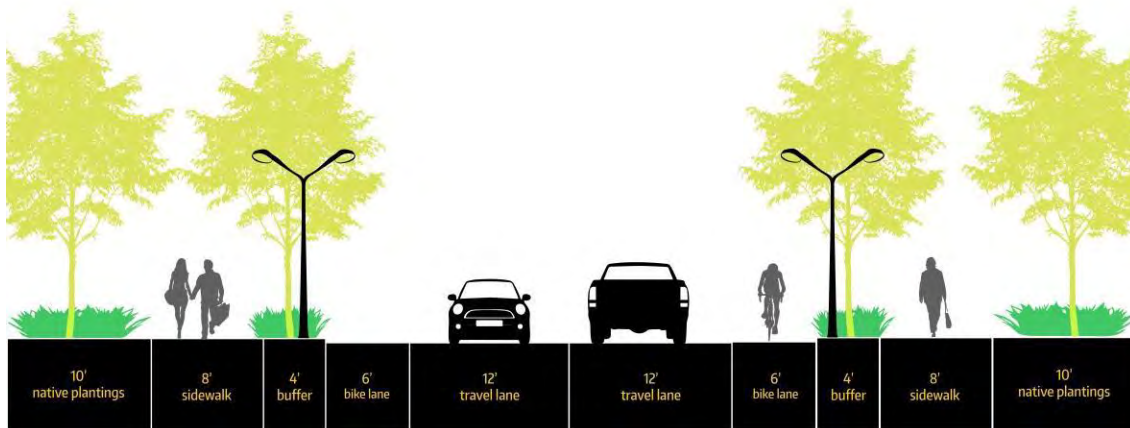 10'
native plantings
8'
sidewalk
4'
buffer
6'
bike lane
12'
travel lane
12'
travel lane
6'
bike lane
4'
buffer
8'
sidewalk
10'
native plantings